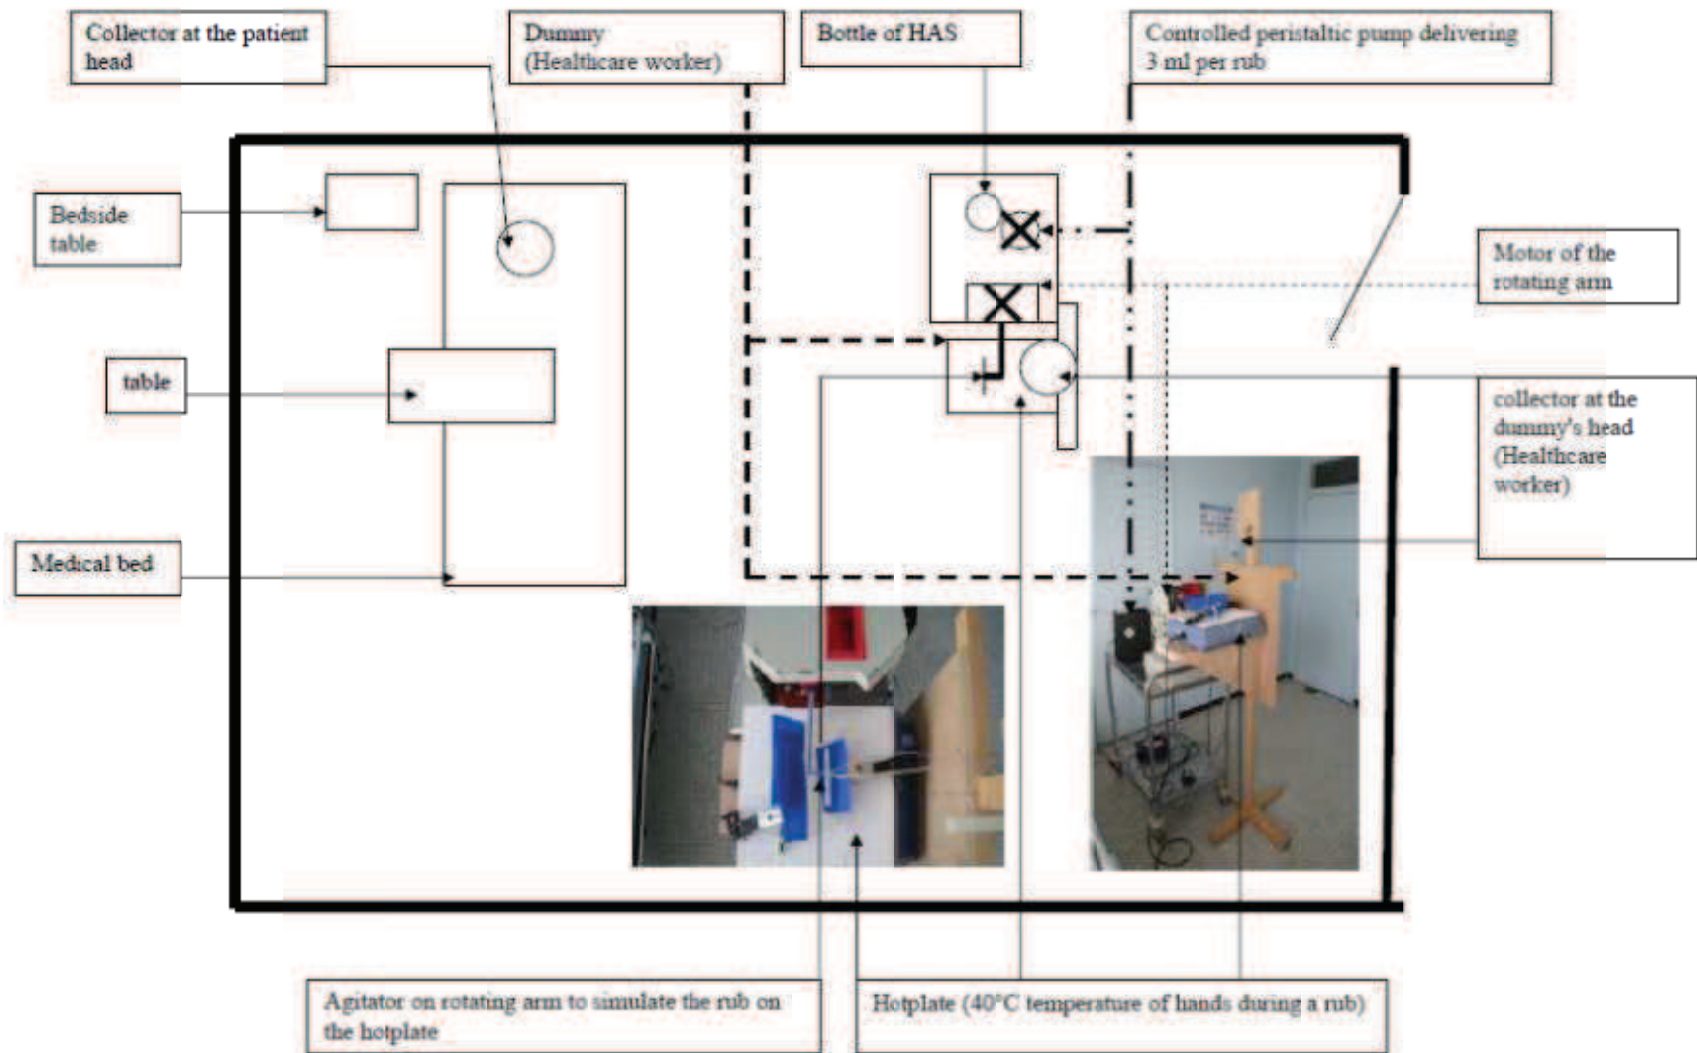 Collector at the patient
head
Dummy
(Healthcare worker)
Bottle of HAS
Controlled peristaltic pump delivering
3 ml per rub
Bedside
table
Motor of the
rotating arm
table
collector at the
dummy's head
(Healthcare
worker)
Medical bed
Agitator on rotating arm to simulate the rub on
the hotplate
Hotplate (40°C temperature of hands during a rub)